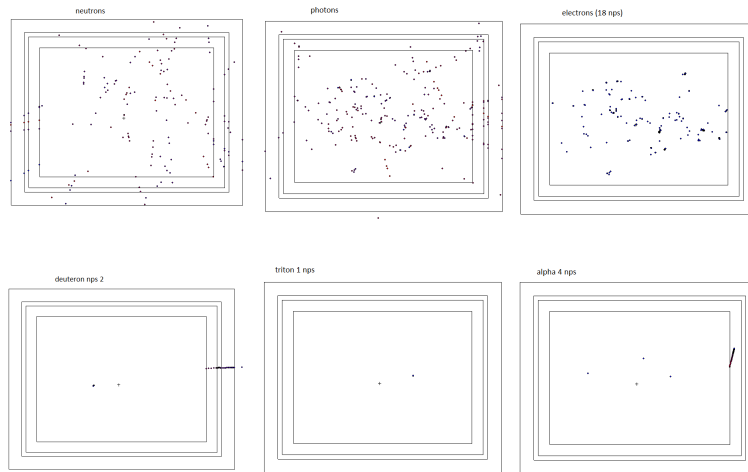 neutrons
photons
electrons (18 nps)
deuteron nps 2
triton 1 nps
alpha 4 nps